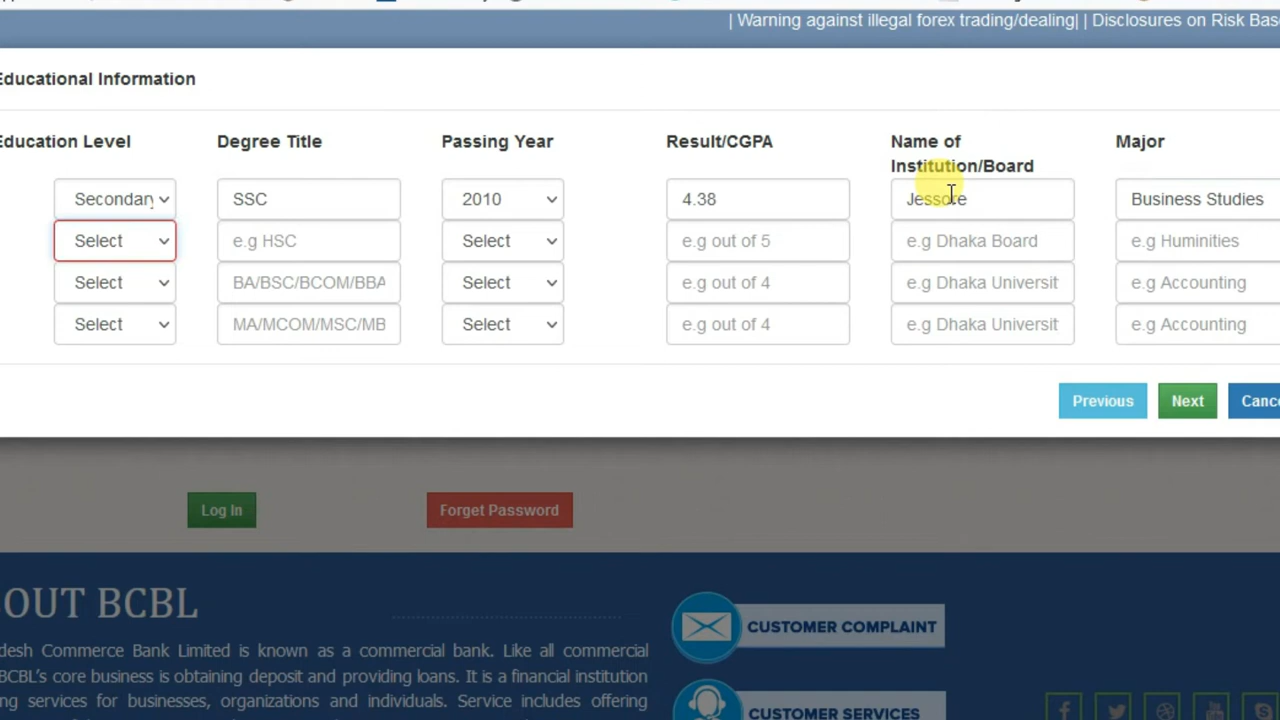 | Warning against illegal forex trading/dealing| | Disclosures on Risk Bas
Educational Information
Education Level Degree Title Passing Year Result/CGPA Name of Institution/Board Major
Secondary SSC 2010 4.38 Jessore Business Studies
Select e.g HSC Select e.g out of 5 e.g Dhaka Board e.g Huminities
Select BA/BSC/BCOM/BBA Select e.g out of 4 e.g Dhaka Universit e.g Accounting
Select MA/MCOM/MSC/MB Select e.g out of 4 e.g Dhaka Universit e.g Accounting
Previous Next Cance
Log In Forget Password
OUT BCBL
CUSTOMER COMPLAINT
desh Commerce Bank Limited is known as a commercial bank. Like all commercial
BCBL's core business is obtaining deposit and providing loans. It is a financial institution
ng services for businesses, organizations and individuals. Service includes offering
CUSTOMER SERVICES